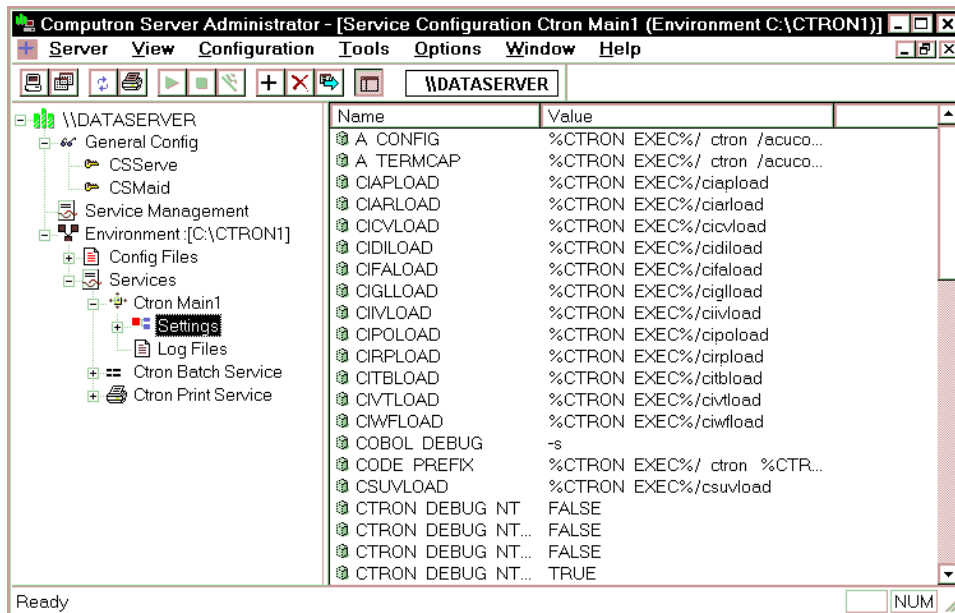 Computron Server Administrator - [Service Configuration Ctron Main1 (Environment C:\CTRON1)]
Server View Configuration Tools Options Window Help
\\DATASERVER
\\DATASERVER
General Config
CSServe
CSMaid
Service Management
Environment :[C:\CTRON1]
Config Files
Services
Ctron Main1
Settings
Log Files
Ctron Batch Service
Ctron Print Service
Name Value
A CONFIG %CTRON EXEC%/ ctron /acuco...
A TERMCAP %CTRON EXEC%/ ctron /acuco...
CIAPLOAD %CTRON EXEC%/ciapload
CIARLOAD %CTRON EXEC%/ciarload
CICVLOAD %CTRON EXEC%/cicvload
CIDILOAD %CTRON EXEC%/cidiload
CIFALOAD %CTRON EXEC%/cifaload
CIGLLOAD %CTRON EXEC%/ciglload
CIIVLOAD %CTRON EXEC%/ciivload
CIPOLOAD %CTRON EXEC%/cipoload
CIRPLOAD %CTRON EXEC%/cirpload
CITBLOAD %CTRON EXEC%/citbload
CIVTLOAD %CTRON EXEC%/civtload
CIWFLOAD %CTRON EXEC%/ciwfload
COBOL DEBUG -s
CODE PREFIX %CTRON EXEC%/ ctron %CTR...
CSUVLOAD %CTRON EXEC%/csuvload
CTRON DEBUG NT FALSE
CTRON DEBUG NT... FALSE
CTRON DEBUG NT... FALSE
CTRON DEBUG NT... TRUE
Ready NUM